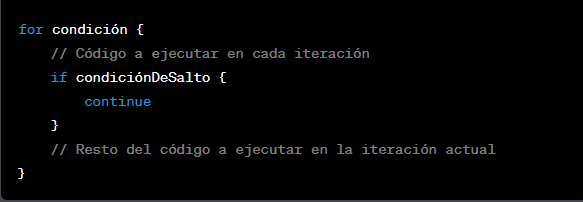 for condición {
    // Código a ejecutar en cada iteración
    if condiciónDeSalto {
        continue
    }
    // Resto del código a ejecutar en la iteración actual
}